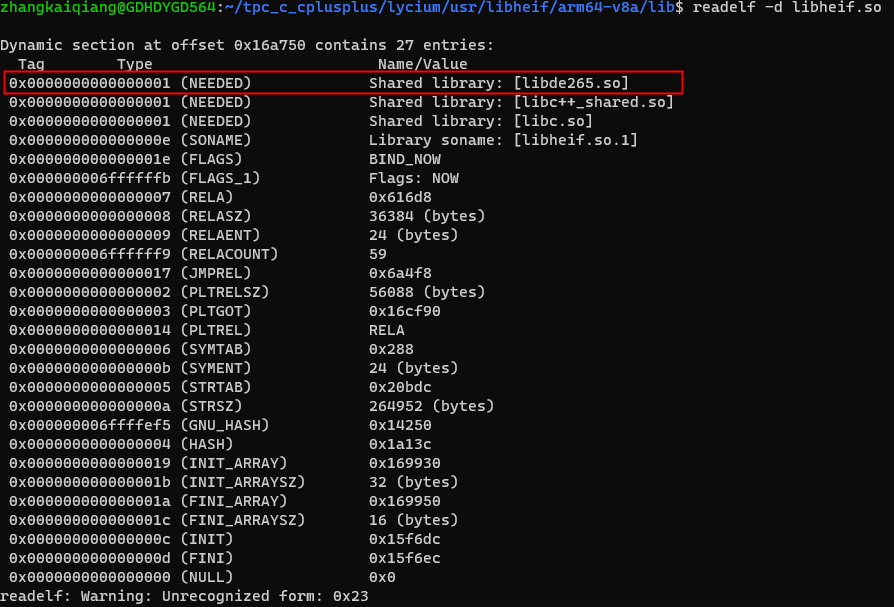 zhangkaiqiang@GDHDYGD564:~/tpc_c_cplusplus/lycium/usr/libheif/arm64-v8a/lib$ readelf -d libheif.so
Dynamic section at offset 0x16a750 contains 27 entries:
Tag Type Name/Value
0x0000000000000001 (NEEDED) Shared library: [libde265.so]
0x0000000000000001 (NEEDED) Shared library: [libc++_shared.so]
0x0000000000000001 (NEEDED) Shared library: [libc.so]
0x000000000000000e (SONAME) Library soname: [libheif.so.1]
0x000000000000001e (FLAGS) BIND_NOW
0x000000006ffffffb (FLAGS_1) Flags: NOW
0x0000000000000007 (RELA) 0x616d8
0x0000000000000008 (RELASZ) 36384 (bytes)
0x0000000000000009 (RELAENT) 24 (bytes)
0x000000006ffffff9 (RELACOUNT) 59
0x0000000000000017 (JMPREL) 0x6a4f8
0x0000000000000002 (PLTRELSZ) 56088 (bytes)
0x0000000000000003 (PLTGOT) 0x16cf90
0x0000000000000014 (PLTREL) RELA
0x0000000000000006 (SYMTAB) 0x288
0x000000000000000b (SYMENT) 24 (bytes)
0x0000000000000005 (STRTAB) 0x20bdc
0x000000000000000a (STRSZ) 264952 (bytes)
0x000000006ffffef5 (GNU_HASH) 0x14250
0x0000000000000004 (HASH) 0x1a13c
0x0000000000000019 (INIT_ARRAY) 0x169930
0x000000000000001b (INIT_ARRAYSZ) 32 (bytes)
0x000000000000001a (FINI_ARRAY) 0x169950
0x000000000000001c (FINI_ARRAYSZ) 16 (bytes)
0x000000000000000c (INIT) 0x15f6dc
0x000000000000000d (FINI) 0x15f6ec
0x0000000000000000 (NULL) 0x0
readelf: Warning: Unrecognized form: 0x23